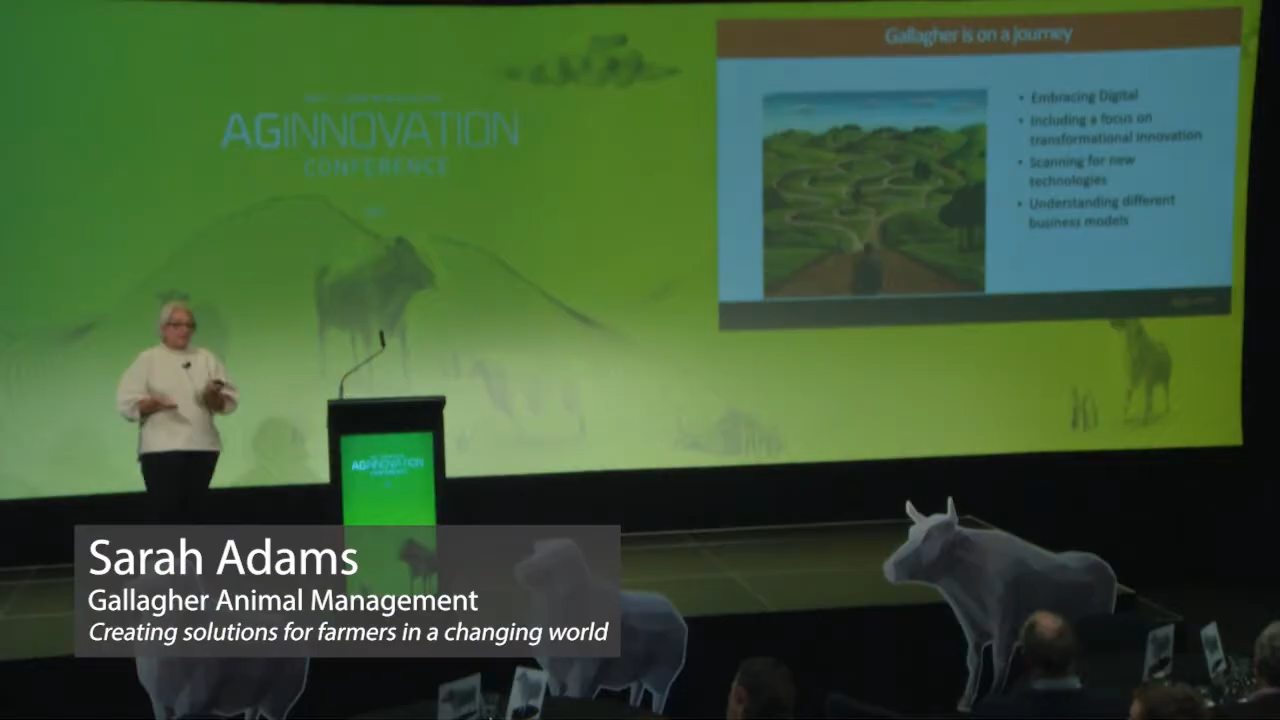 AGINNOVATION
CONFERENCE
Gallagher is on a journey
• Embracing Digital
• Including a focus on
transformational innovation
• Scanning for new
technologies
• Understanding different
business models
AGINNOVATION
CONFERENCE
Sarah Adams
Gallagher Animal Management
Creating solutions for farmers in a changing world